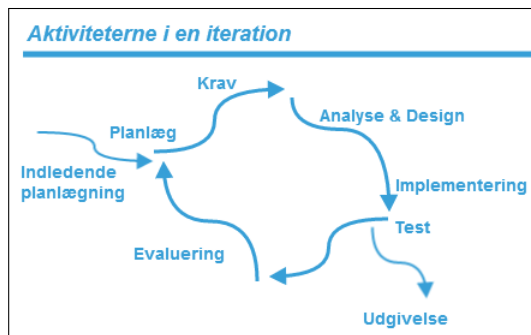 Aktiviteterne i en iteration
Krav
Planlæg
Analyse & Design
Indledende
planlægning
Implementering
Test
Evaluering
Udgivelse